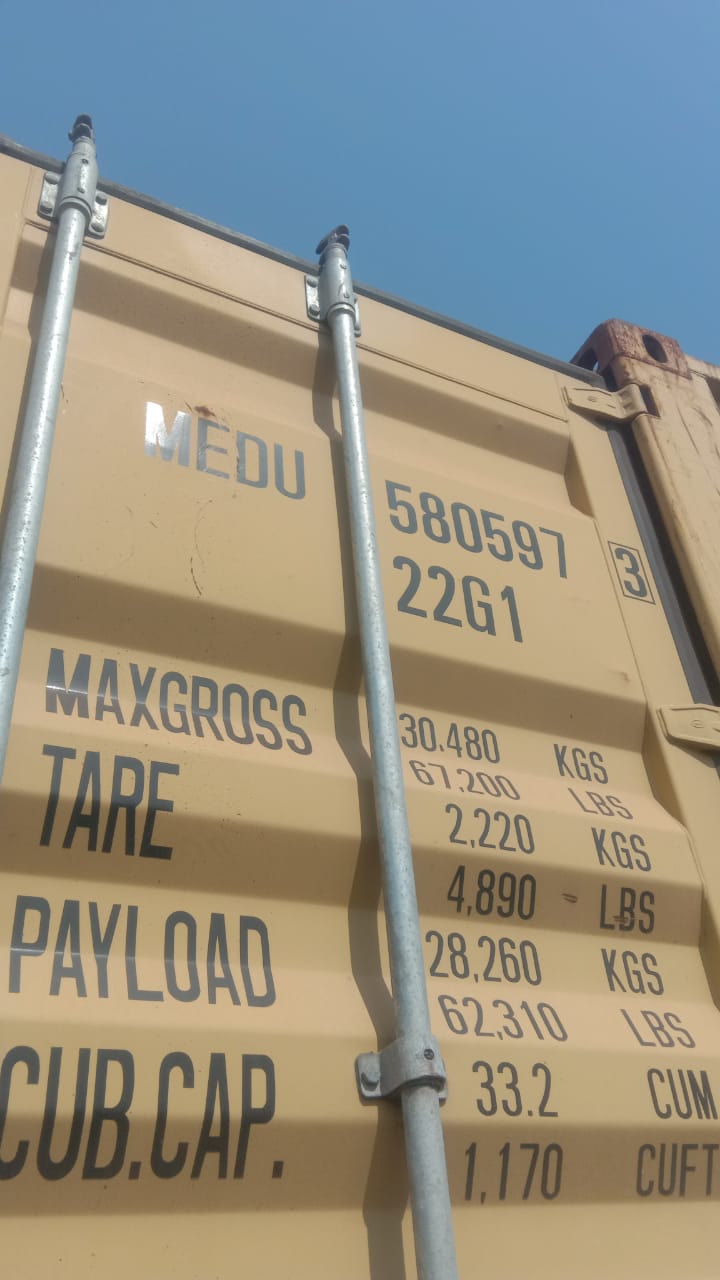 MEDU 580597 3
22G1
MAXGROSS 30.480 KGS
67,200 LBS
TARE 2,220 KGS
4,890 LBS
PAYLOAD 28,260 KGS
62,310 LBS
CUB.CAP. 33.2 CUM
1,170 CUFT